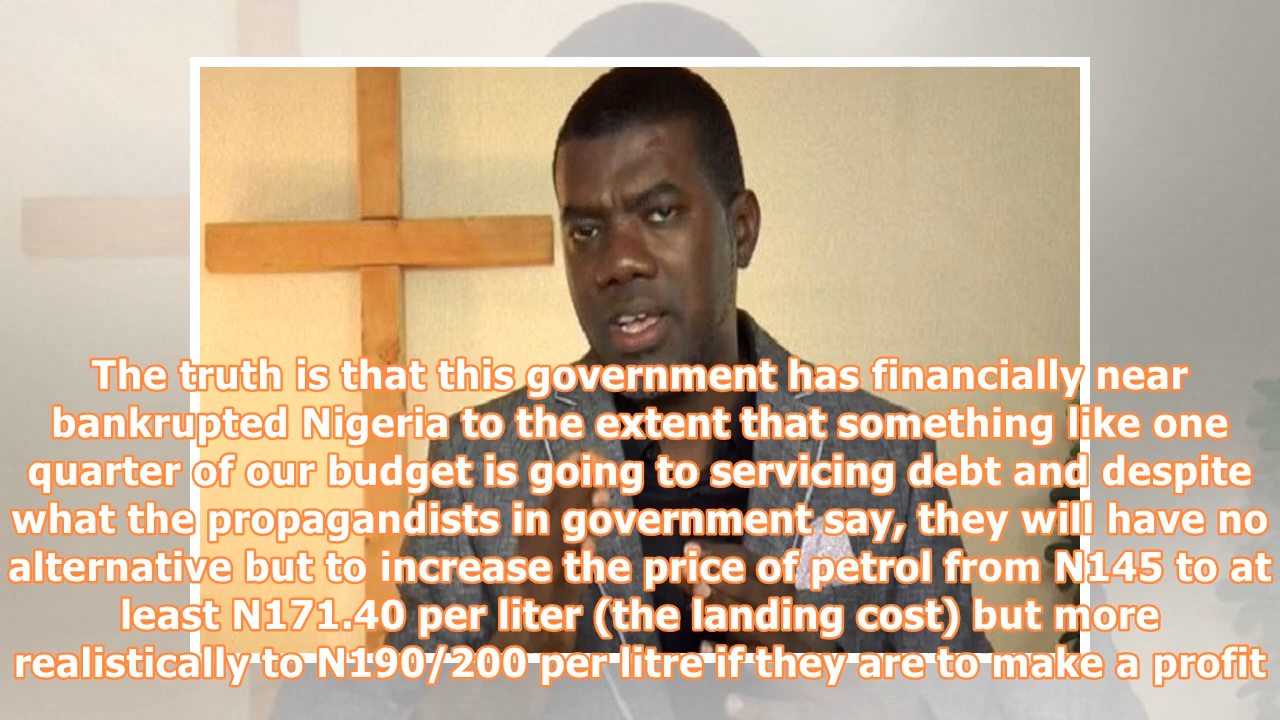 The truth is that this government has financially near
bankrupted Nigeria to the extent that something like one
quarter of our budget is going to servicing debt and despite
what the propagandists in government say, they will have no
alternative but to increase the price of petrol from N145 to at
least N171.40 per liter (the landing cost) but more
realistically to N190/200 per litre if they are to make a profit